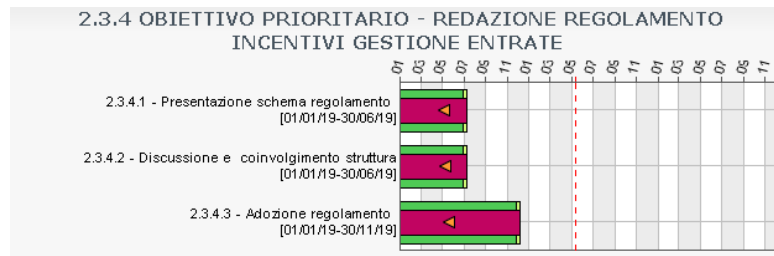 2.3.4 OBIETTIVO PRIORITARIO - REDAZIONE REGOLAMENTO
INCENTIVI GESTIONE ENTRATE
01 03 05 07 09 11 01 03 05 07 09 11 01 03 05 07 09 11
2.3.4.1 - Presentazione schema regolamento
[01/01/19-30/06/19]
2.3.4.2 - Discussione e coinvolgimento struttura
[01/01/19-30/06/19]
2.3.4.3 - Adozione regolamento
[01/01/19-30/11/19]